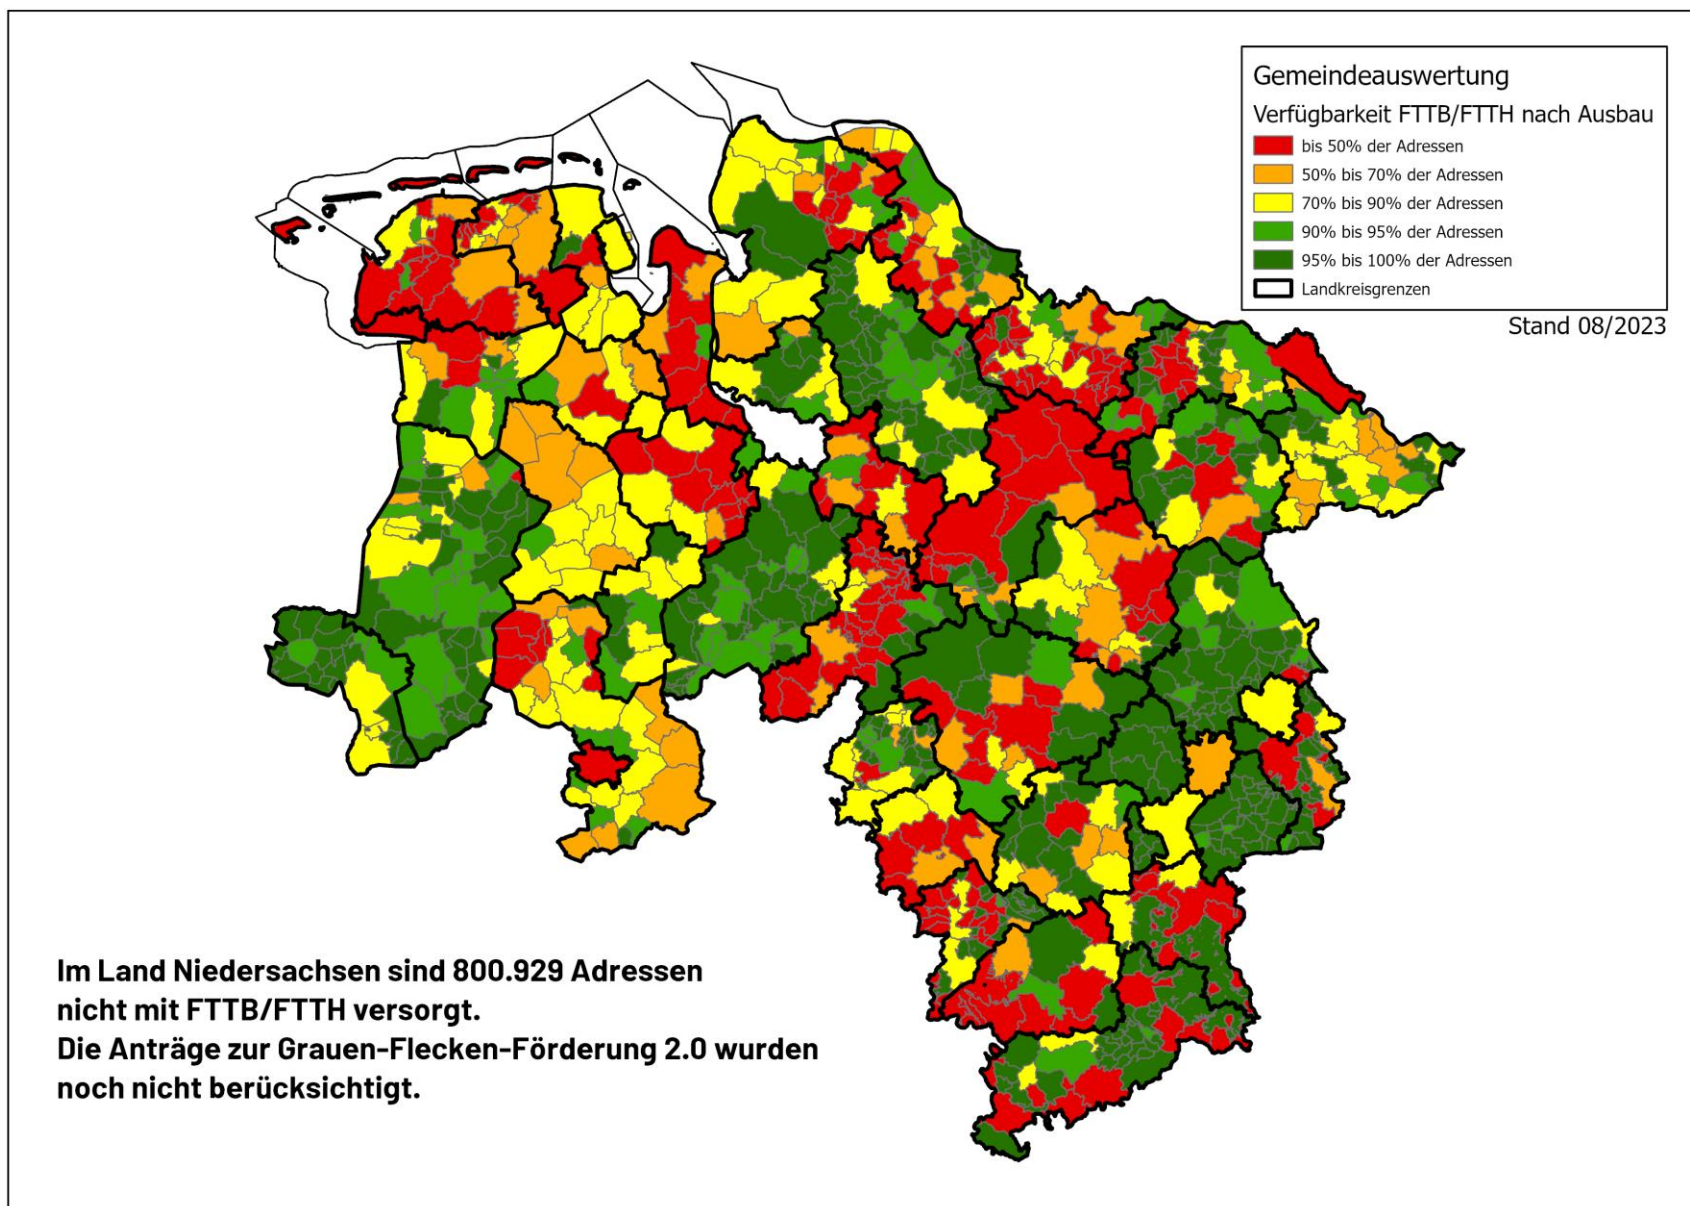 Gemeindeauswertung
Verfügbarkeit FTTB/FTTH nach Ausbau
bis 50% der Adressen
50% bis 70% der Adressen
70% bis 90% der Adressen
90% bis 95% der Adressen
95% bis 100% der Adressen
Landkreisgrenzen
Stand 08/2023
Im Land Niedersachsen sind 800.929 Adressen
nicht mit FTTB/FTTH versorgt.
Die Anträge zur Grauen-Flecken-Förderung 2.0 wurden
noch nicht berücksichtigt.